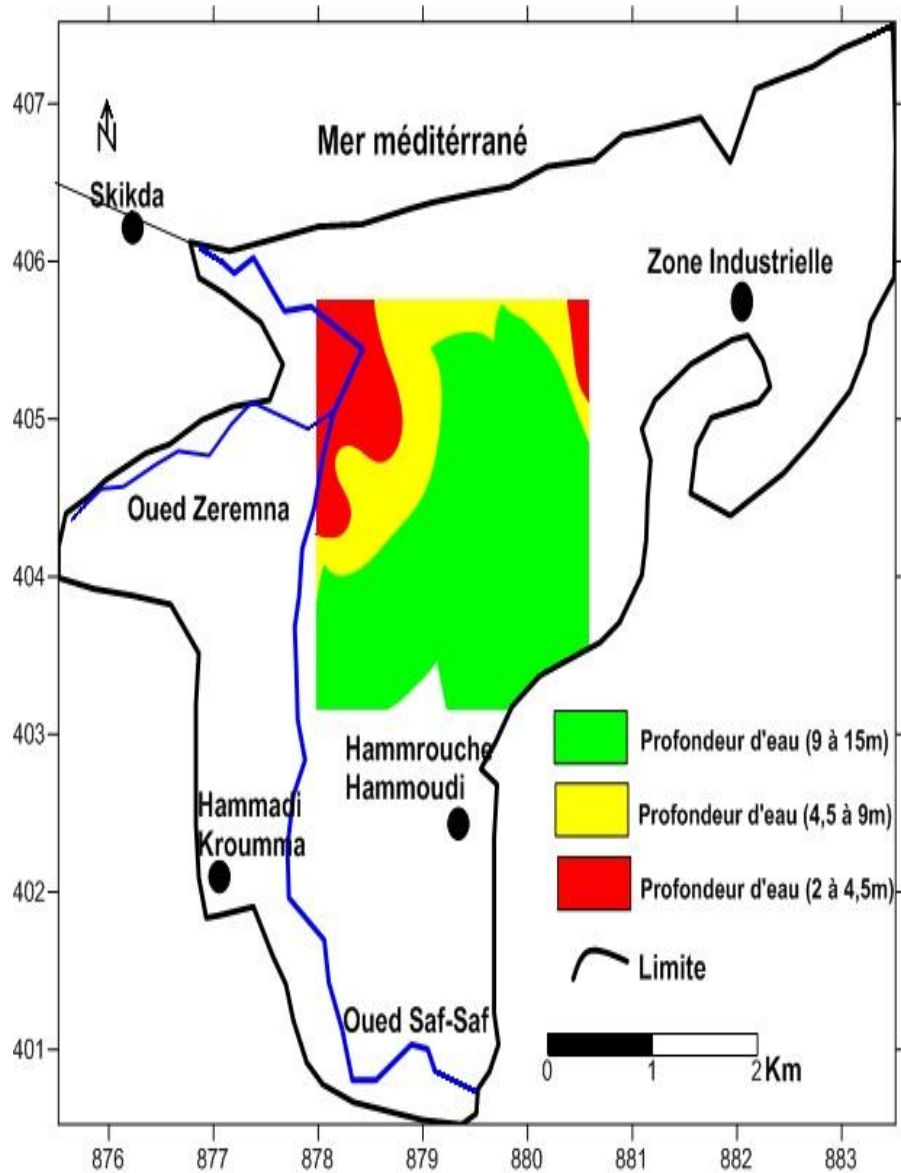 407
N
Mer méditérrané
Skikda
406
Zone Industrielle
405
Oued Zeremna
404
403
Profondeur d'eau (9 à 15m)
Hammrouche
Hammoudi
Profondeur d'eau (4,5 à 9m)
Hammadi
Kroumma
402
Profondeur d'eau (2 à 4,5m)
Limite
Oued Saf-Saf
401
0 1 2 Km
876 877 878 879 880 881 882 883